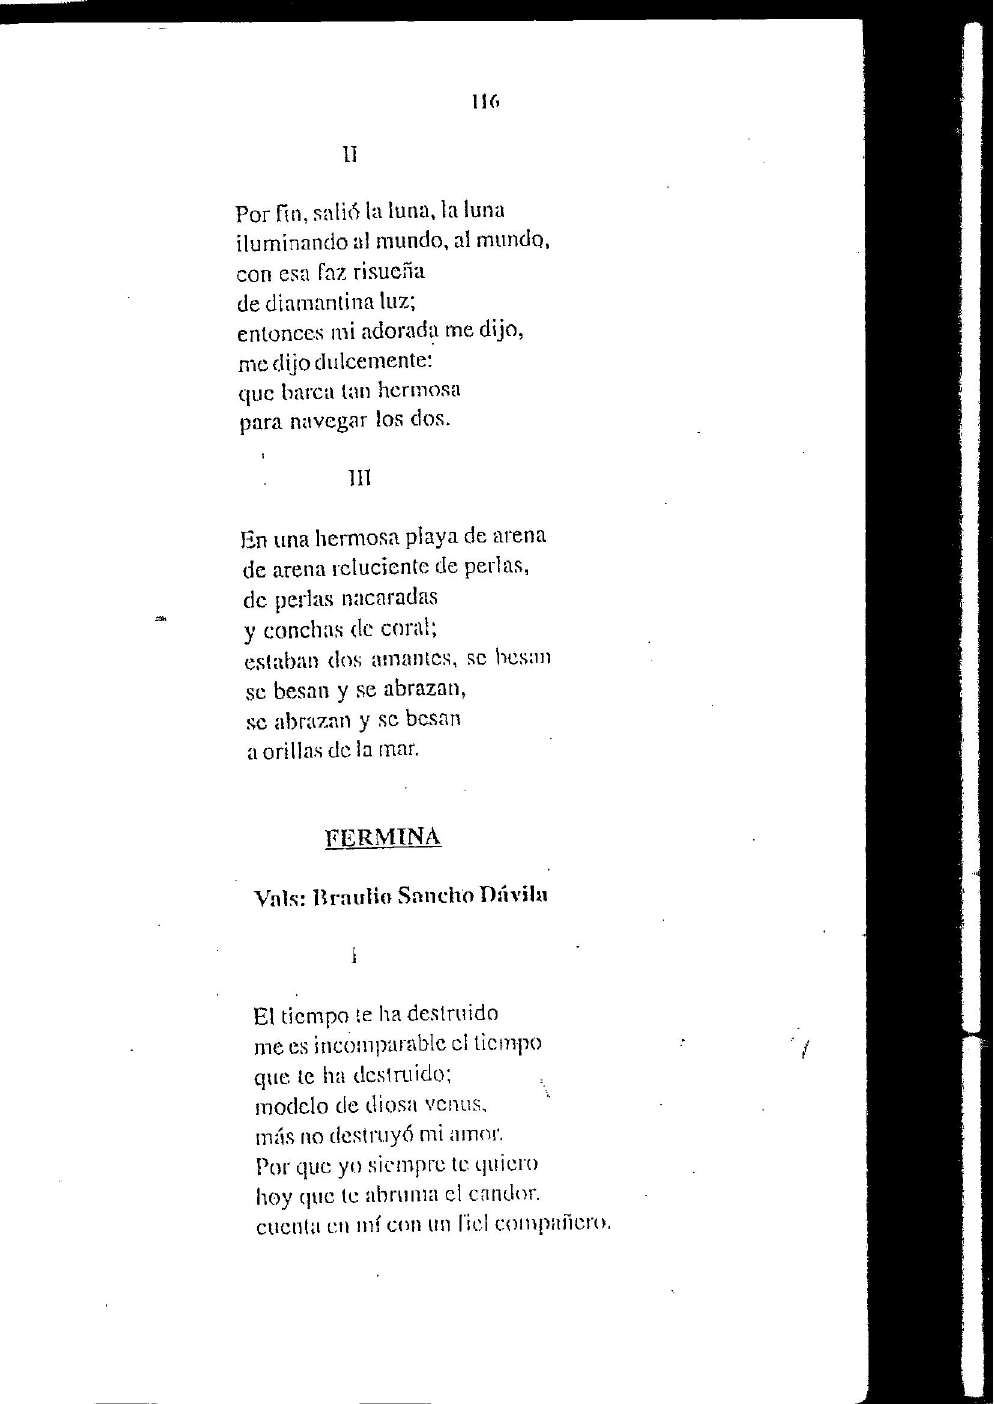 116
II
Por fin, salió la luna, la luna
iluminando al mundo, al mundo,
con esa faz risueña
de diamantina luz;
entonces mi adorada me dijo,
me dijo dulcemente:
que barca tan hermosa
para navegar los dos.
III
En una hermosa playa de arena
de arena reluciente de perlas,
de perlas nacaradas
y conchas de coral;
estaban dos amantes, se besan
se besan y se abrazan,
se abrazan y se besan
a orillas de la mar.
FERMINA
Vals: Braulio Sancho Dávila
I
El tiempo te ha destruido
me es incomparable el tiempo
que te ha destruido;
modelo de diosa venus,
más no destruyó mi amor.
Por que yo siempre te quiero
hoy que te abruma el candor.
cuenta en mí con un fiel compañero.